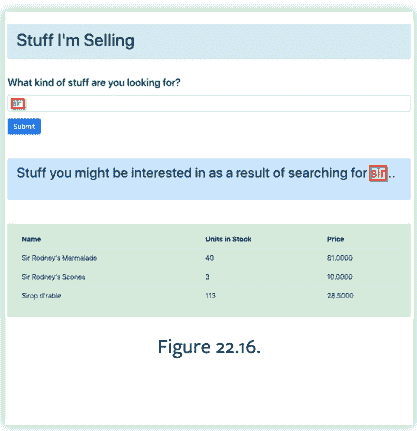 Stuff I'm Selling
What kind of stuff are you looking for?
sir
Submit
Stuff you might be interested in as a result of searching for sir..
Name Units in Stock Price
Sir Rodney's Marmalade 40 81.0000
Sir Rodney's Scones 3 10.0000
Sirop d'rable 113 28.5000
Figure 22.16.